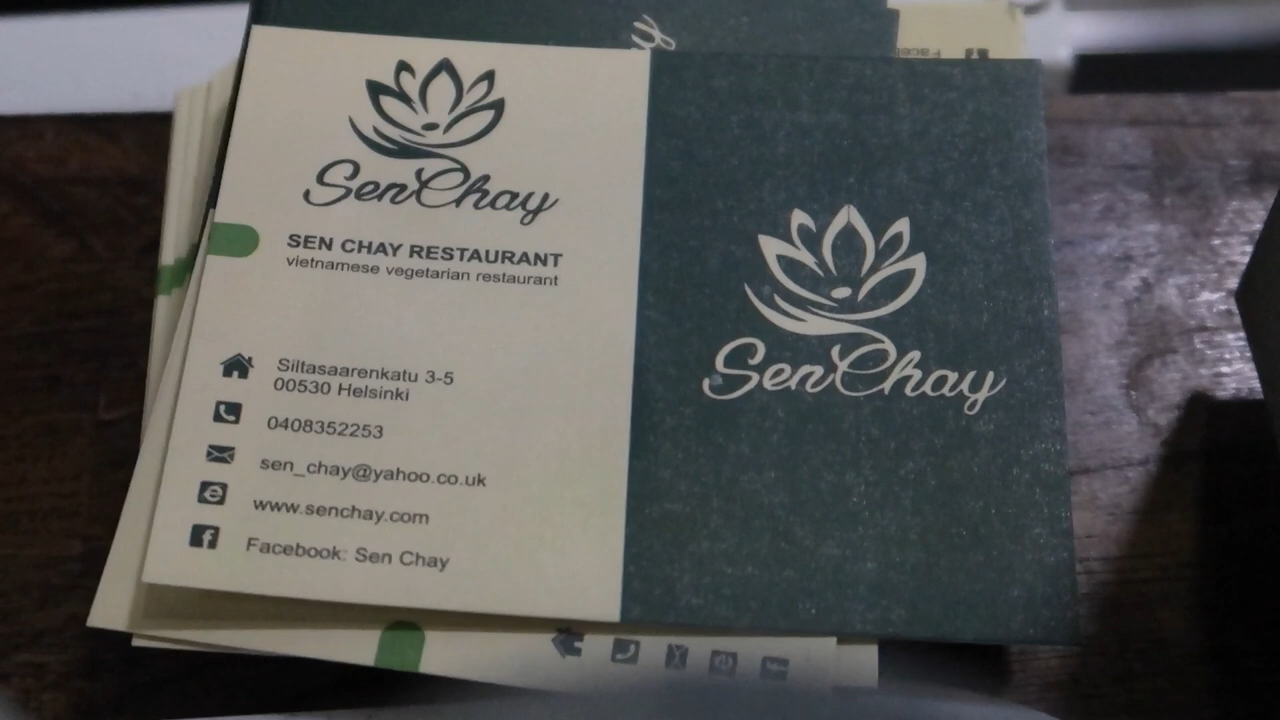 SenChay
SEN CHAY RESTAURANT
vietnamese vegetarian restaurant
Siltasaarenkatu 3-5
00530 Helsinki
0408352253
sen_chay@yahoo.co.uk
www.senchay.com
Facebook: Sen Chay
SenChay